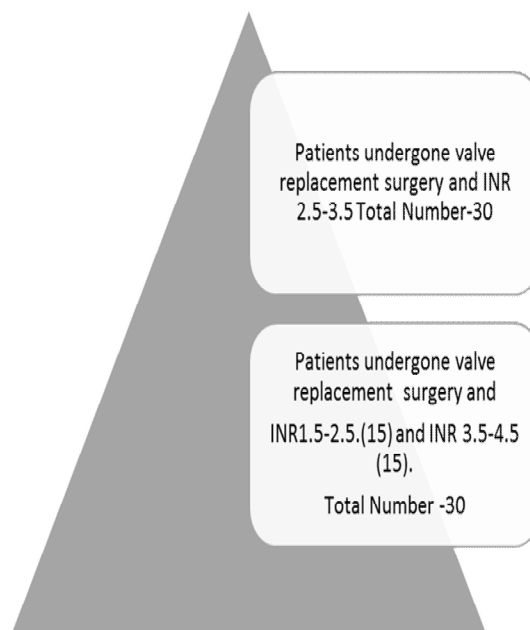 Patients undergone valve
replacement surgery and INR
2.5-3.5 Total Number-30
Patients undergone valve
replacement surgery and
INR1.5-2.5.(15) and INR 3.5-4.5
(15).
Total Number -30